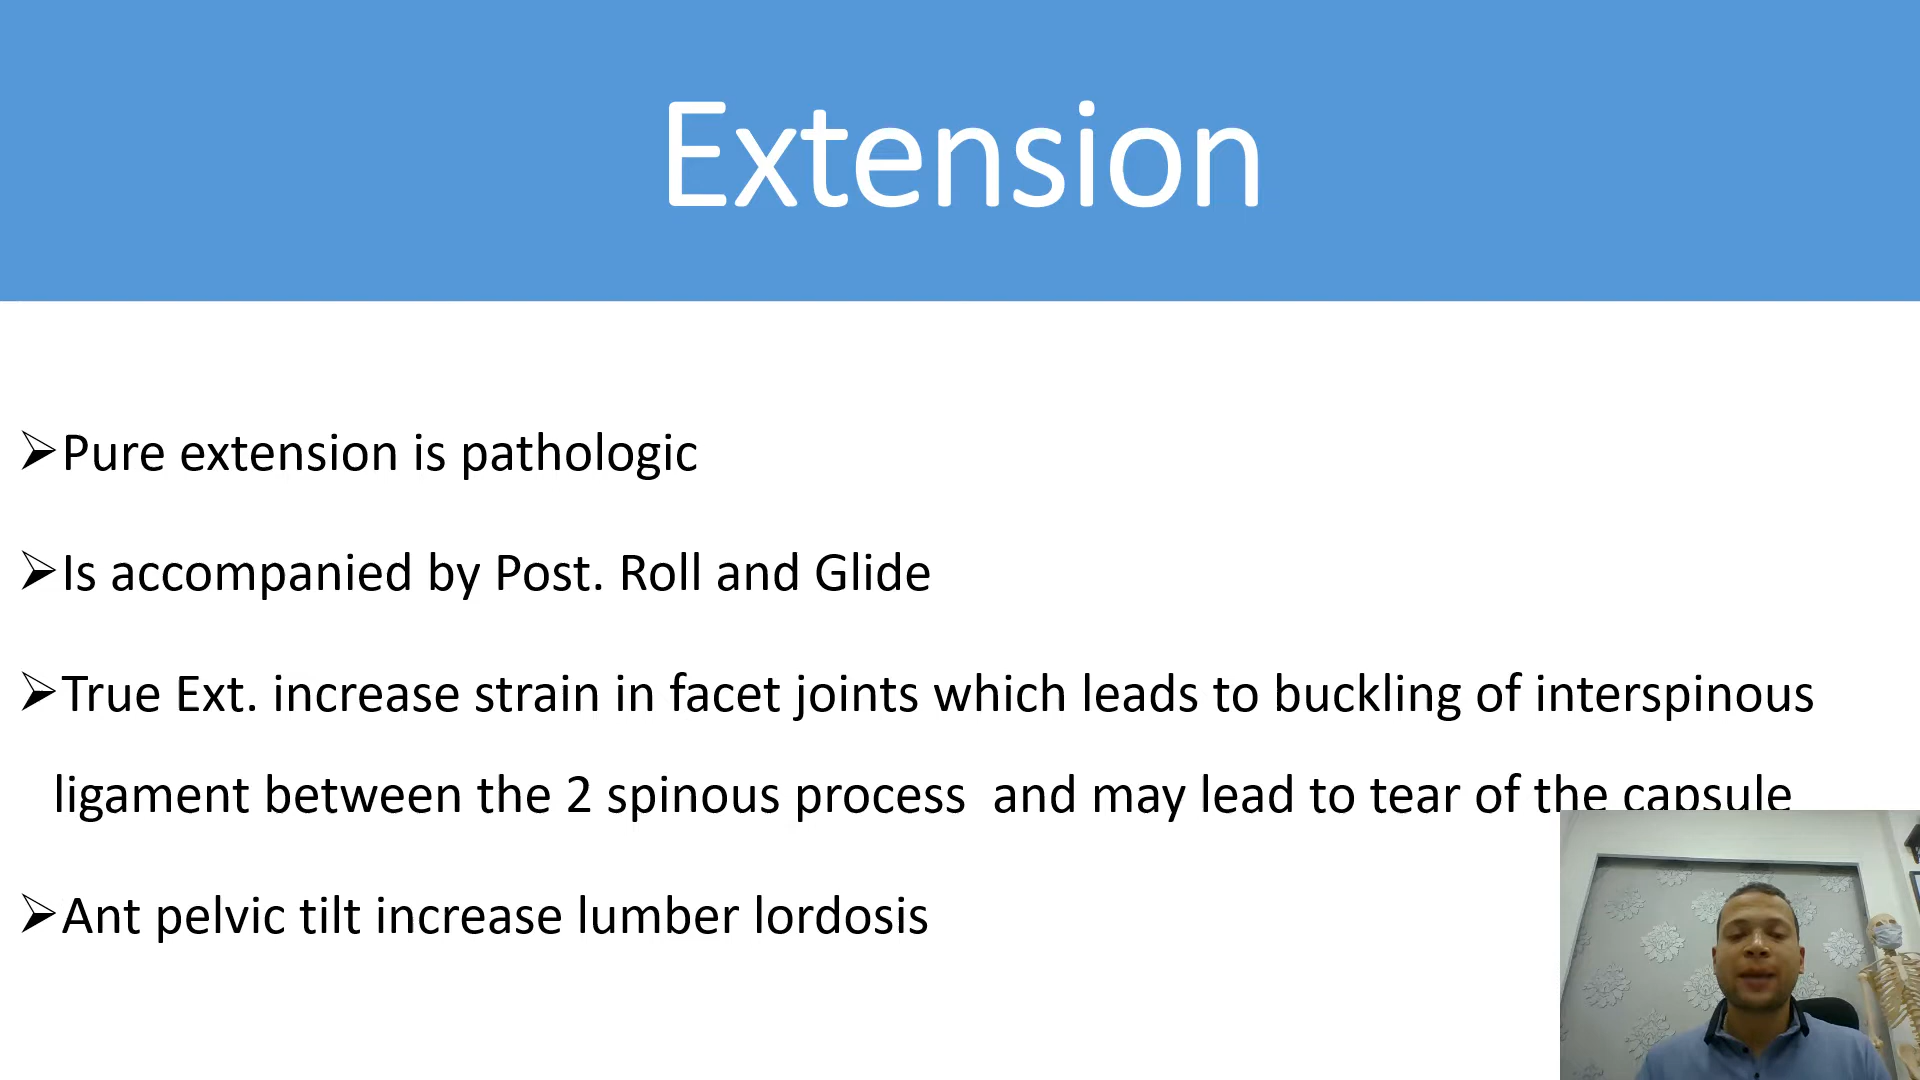 Extension
➢Pure extension is pathologic
➢Is accompanied by Post. Roll and Glide
➢True Ext. increase strain in facet joints which leads to buckling of interspinous
ligament between the 2 spinous process  and may lead to tear of the capsule
➢Ant pelvic tilt increase lumber lordosis